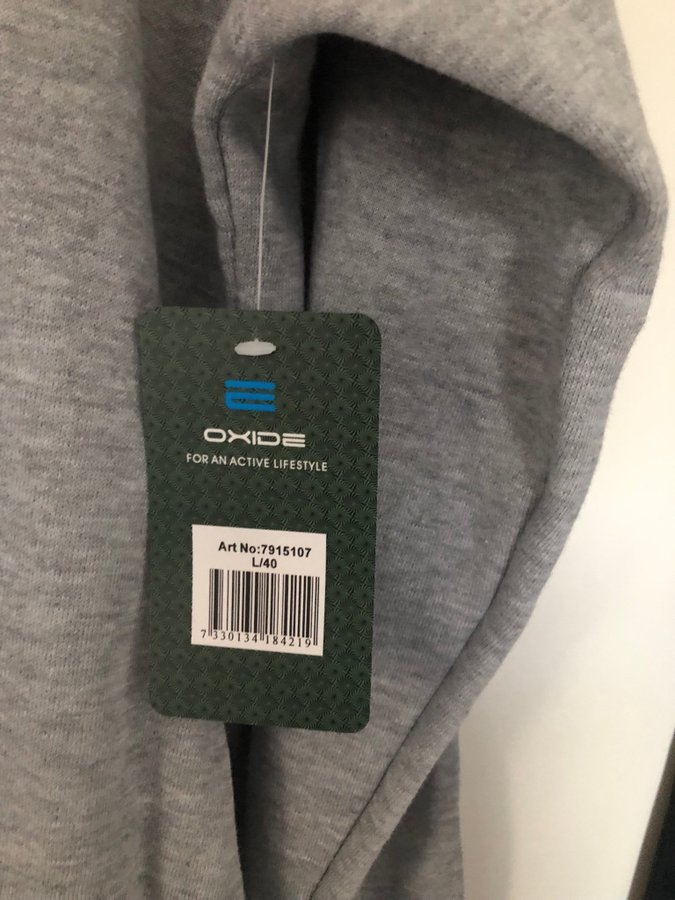 OXIDE
FOR AN ACTIVE LIFESTYLE
Art No:7915107
L/40
7 330134 184219